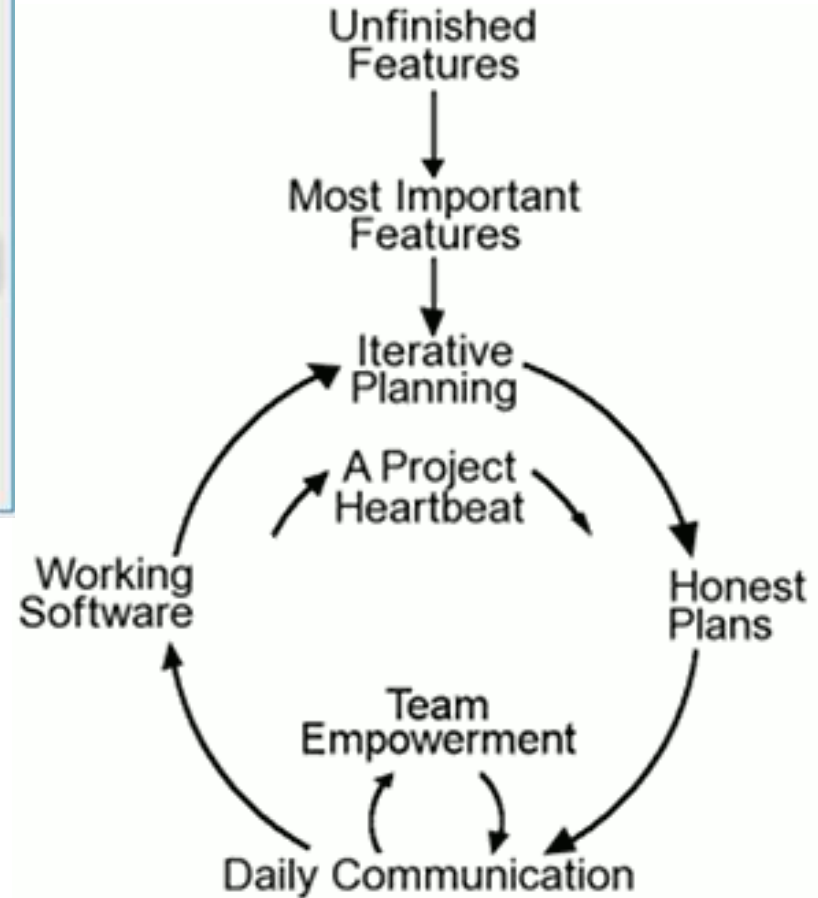 Unfinished
Features
Most Important
Features
Iterative
Planning
A Project
Heartbeat
Working
Software
Honest
Plans
Team
Empowerment
Daily Communication